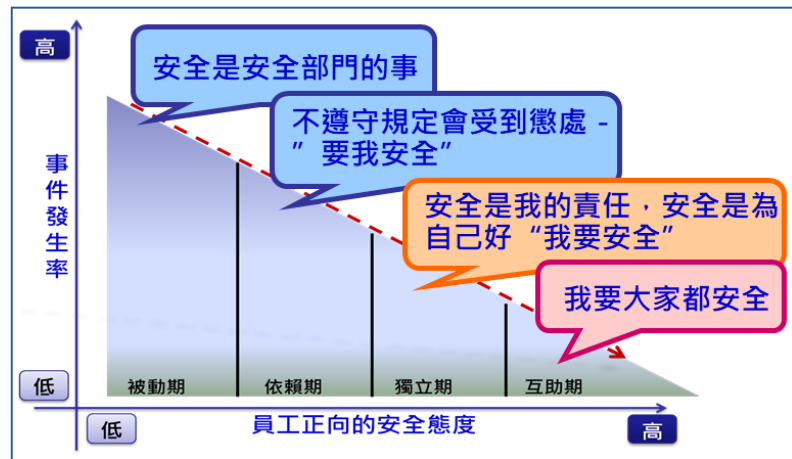 高
安全是安全部門的事
不遵守規定會受到懲處 -
”要我安全”
事件發生率
安全是我的責任，安全是為
自己好“我要安全”
我要大家都安全
低
被動期
依賴期
獨立期
互助期
低
員工正向的安全態度
高